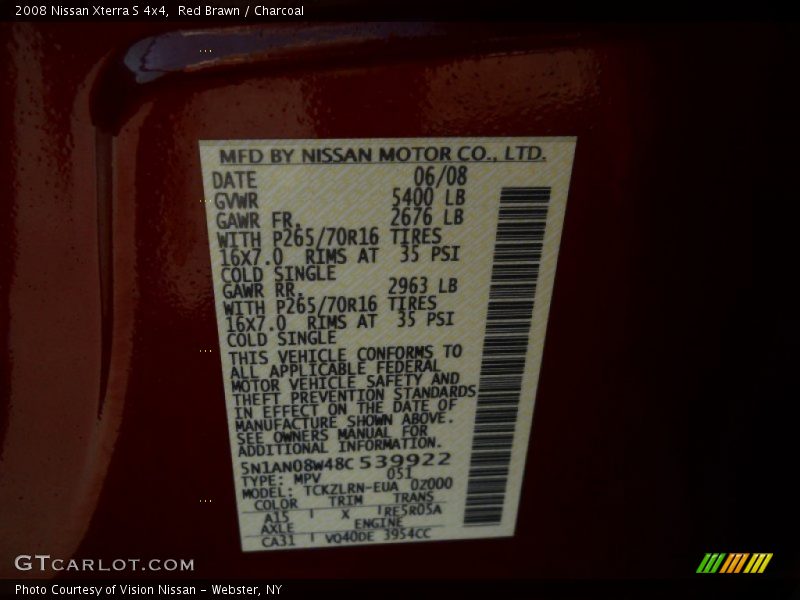 2008 Nissan Xterra S 4x4,  Red Brawn / Charcoal
MFD BY NISSAN MOTOR CO., LTD.
DATE 06/08
GVWR 5400 LB
GAWR FR. 2676 LB
WITH P265/70R16 TIRES
16X7.0 RIMS AT 35 PSI
COLD SINGLE
GAWR RR. 2963 LB
WITH P265/70R16 TIRES
16X7.0 RIMS AT 35 PSI
COLD SINGLE
THIS VEHICLE CONFORMS TO
ALL APPLICABLE FEDERAL
MOTOR VEHICLE SAFETY AND
THEFT PREVENTION STANDARDS
IN EFFECT ON THE DATE OF
MANUFACTURE SHOWN ABOVE.
SEE OWNERS MANUAL FOR
ADDITIONAL INFORMATION.
5N1AN08W48C539922
TYPE: MPV 051
MODEL: TCKZLRN-EUA 0Z000
COLOR TRIM TRANS
A15 X RE5R05A
AXLE ENGINE
CA31 VQ40DE 3954CC
GTCARLOT.COM
Photo Courtesy of Vision Nissan - Webster, NY